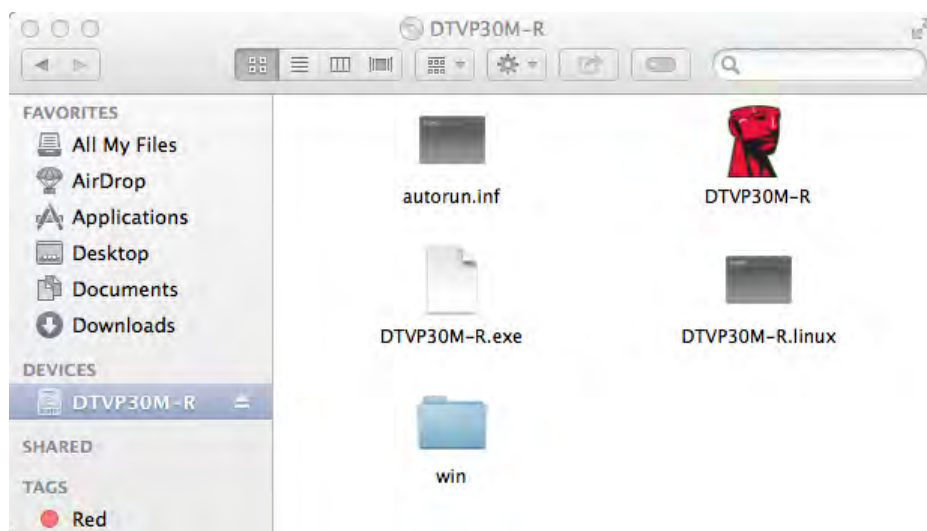 DTVP30M-R
FAVORITES
All My Files
AirDrop
Applications
Desktop
Documents
Downloads
DEVICES
DTVP30M-R
SHARED
TAGS
Red
autorun.inf
DTVP30M-R
DTVP30M-R.exe
DTVP30M-R.linux
win